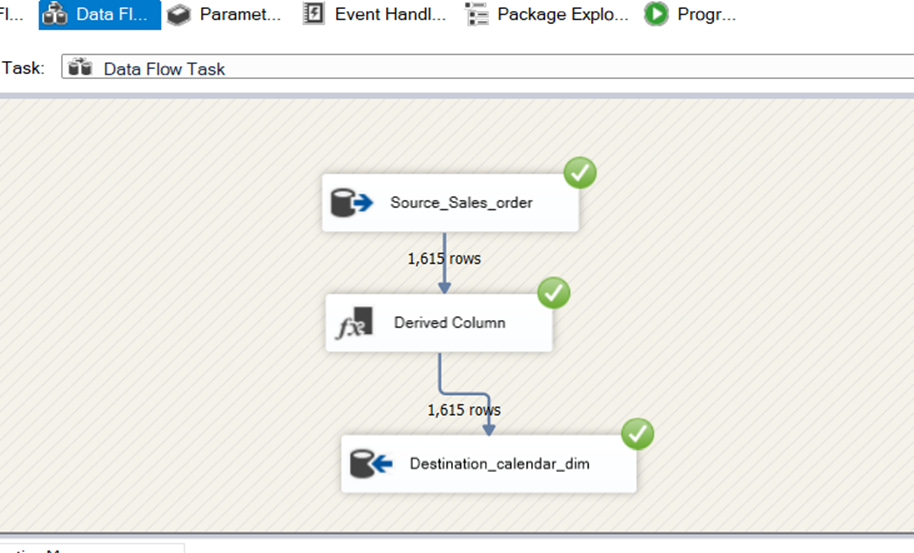 Fl... Data Fl... Paramet... Event Handl... Package Explo... Progr...
Task: Data Flow Task
Source_Sales_order
1,615 rows
fx
Derived Column
1,615 rows
Destination_calendar_dim